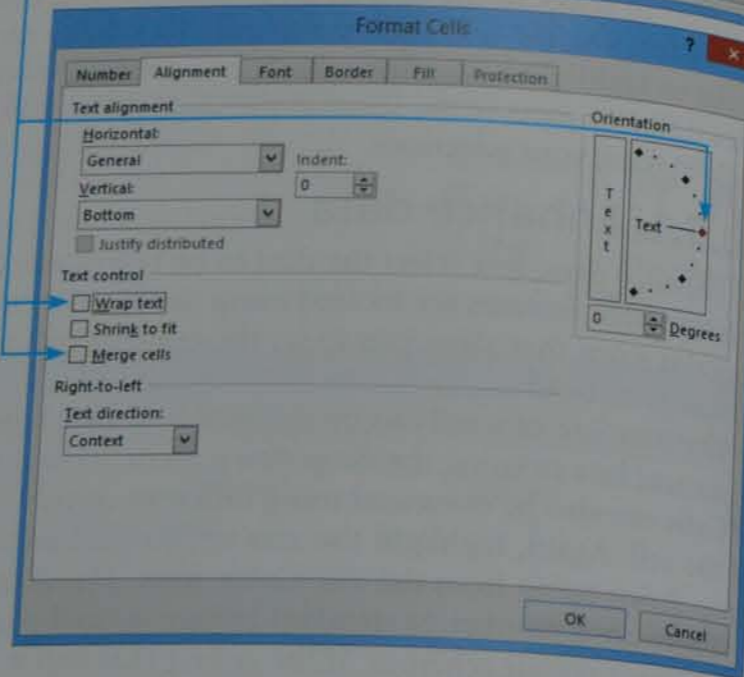 Format Cells
?
Number Alignment Font Border Fill Protection
Text alignment
Horizontal:
General
Indent:
0
Vertical:
Bottom
Justify distributed
Text control
Wrap text
Shrink to fit
Merge cells
Right-to-left
Text direction:
Context
Orientation
Text
Text
0 Degrees
OK Cancel